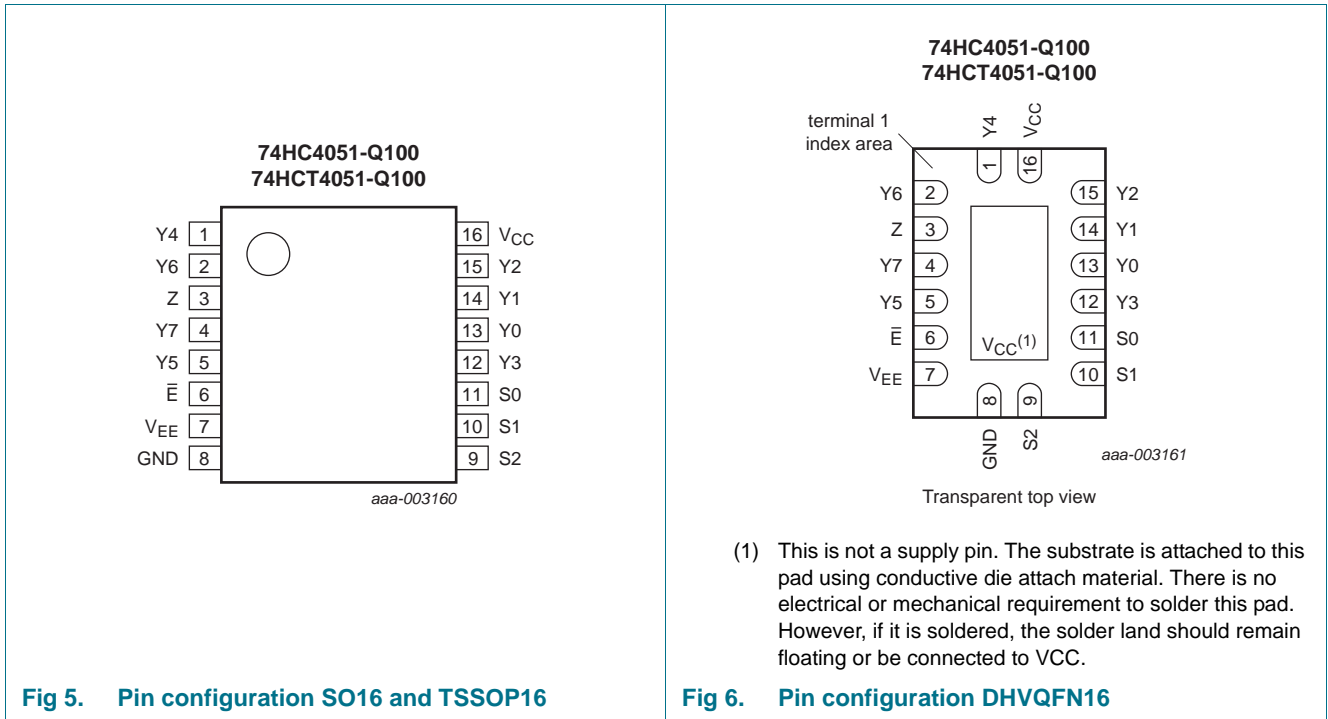 74HC4051-Q100
74HCT4051-Q100
Y4 1
Y6 2
Z 3
Y7 4
Y5 5
E̅ 6
VEE 7
GND 8
16 VCC
15 Y2
14 Y1
13 Y0
12 Y3
11 S0
10 S1
9 S2
aaa-003160
Fig 5. Pin configuration SO16 and TSSOP16
74HC4051-Q100
74HCT4051-Q100
terminal 1
index area
Y4
VCC
1
16
Y6 2
Z 3
Y7 4
Y5 5
E̅ 6
VEE 7
15 Y2
14 Y1
13 Y0
12 Y3
11 S0
10 S1
VCC(1)
8
9
GND
S2
aaa-003161
Transparent top view
(1) This is not a supply pin. The substrate is attached to this
pad using conductive die attach material. There is no
electrical or mechanical requirement to solder this pad.
However, if it is soldered, the solder land should remain
floating or be connected to VCC.
Fig 6. Pin configuration DHVQFN16